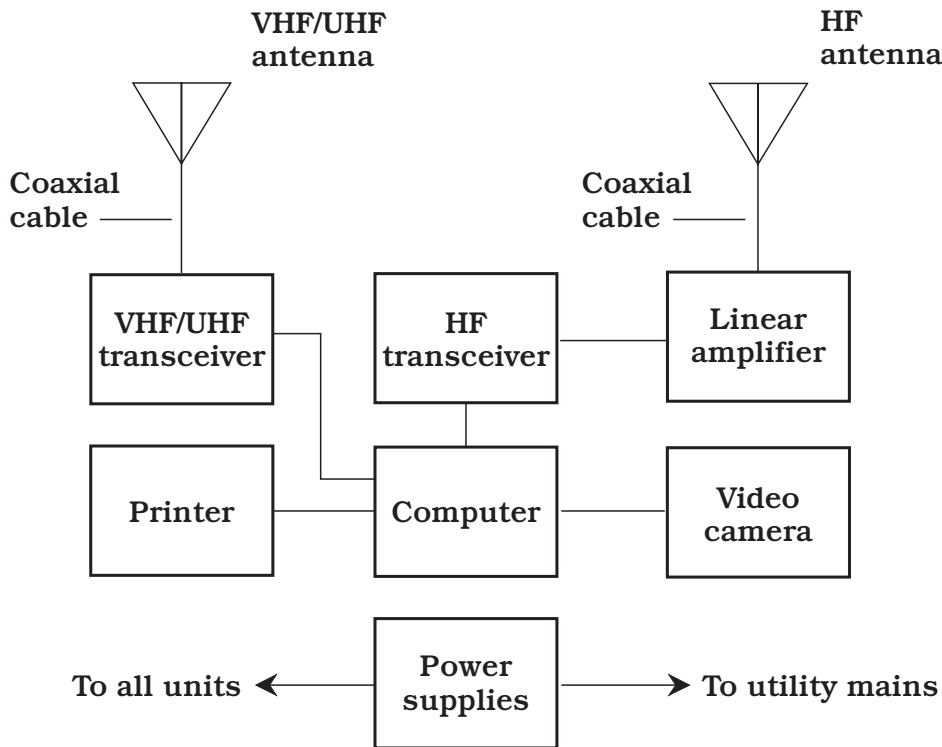 VHF/UHF
antenna
HF
antenna
Coaxial
cable
Coaxial
cable
VHF/UHF
transceiver
HF
transceiver
Linear
amplifier
Printer
Computer
Video
camera
To all units
Power
supplies
To utility mains